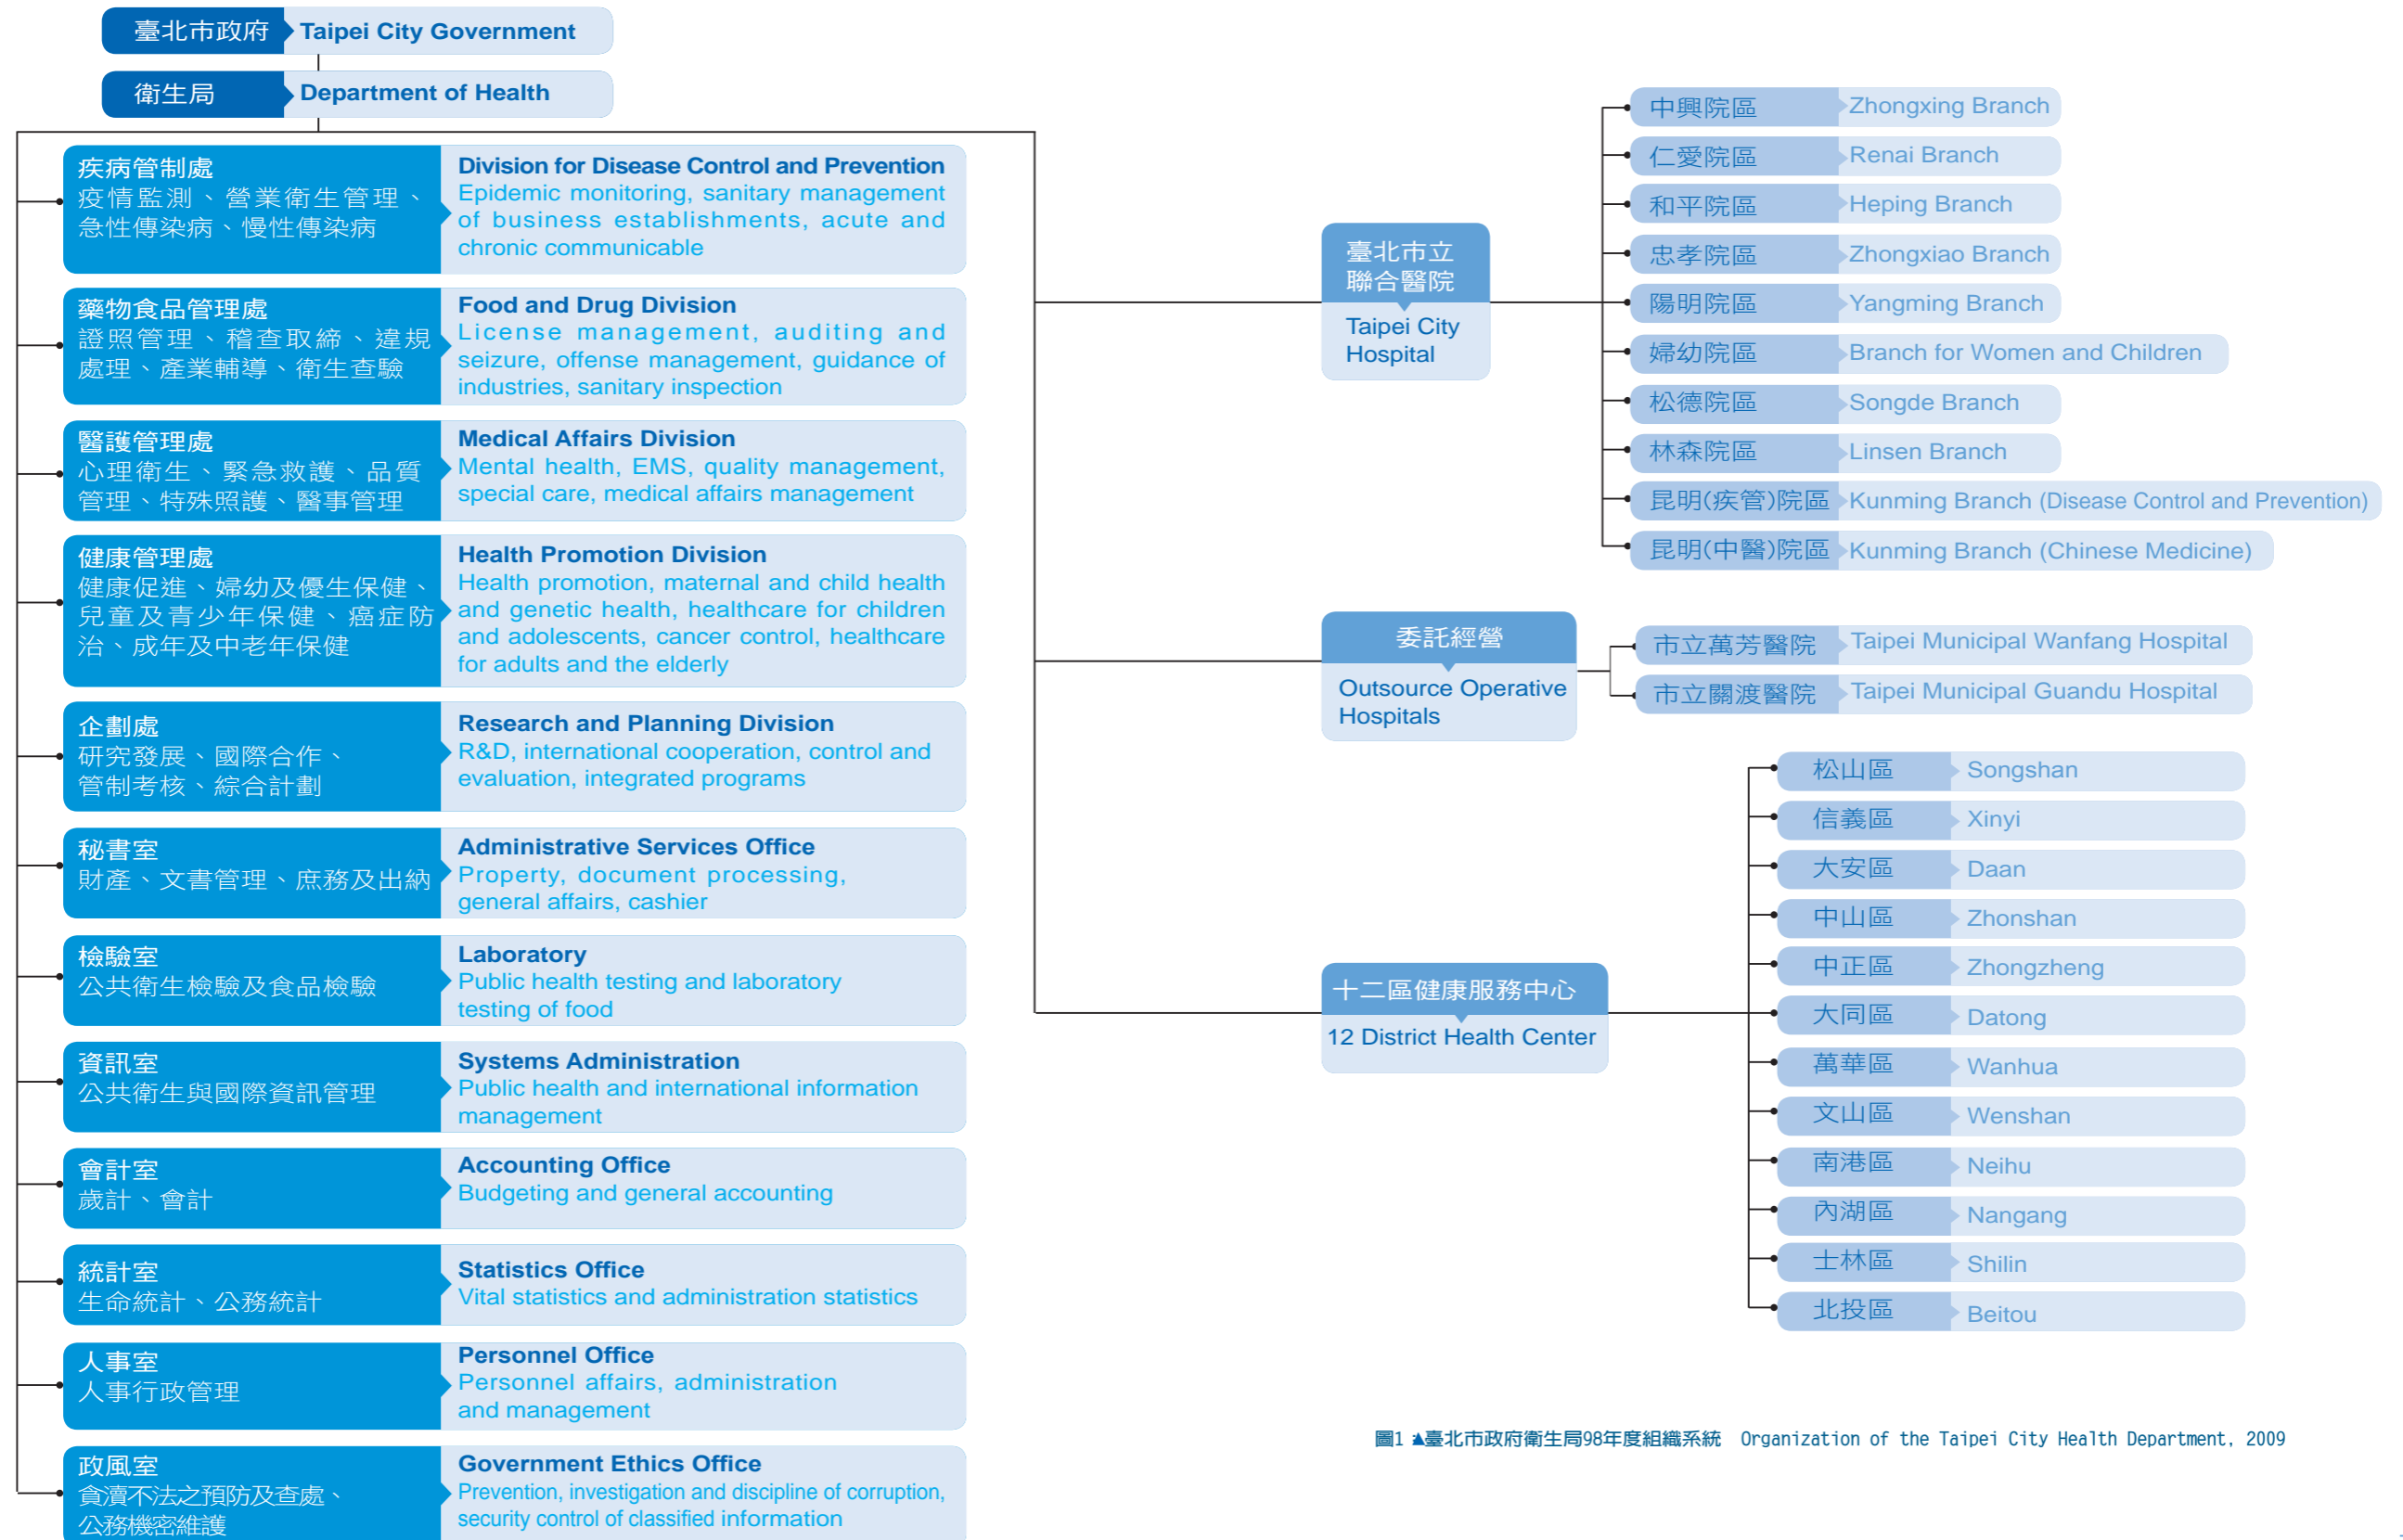 臺北市政府 Taipei City Government
衛生局 Department of Health
疾病管制處
疫情監測、營業衛生管理、
急性傳染病、慢性傳染病
Division for Disease Control and Prevention
Epidemic monitoring, sanitary management
of business establishments, acute and
chronic communicable
藥物食品管理處
證照管理、稽查取締、違規
處理、產業輔導、衛生查驗
Food and Drug Division
License management, auditing and
seizure, offense management, guidance of
industries, sanitary inspection
醫護管理處
心理衛生、緊急救護、品質
管理、特殊照護、醫事管理
Medical Affairs Division
Mental health, EMS, quality management,
special care, medical affairs management
健康管理處
健康促進、婦幼及優生保健、
兒童及青少年保健、癌症防
治、成年及中老年保健
Health Promotion Division
Health promotion, maternal and child health
and genetic health, healthcare for children
and adolescents, cancer control, healthcare
for adults and the elderly
企劃處
研究發展、國際合作、
管制考核、綜合計劃
Research and Planning Division
R&D, international cooperation, control and
evaluation, integrated programs
秘書室
財產、文書管理、庶務及出納
Administrative Services Office
Property, document processing,
general affairs, cashier
檢驗室
公共衛生檢驗及食品檢驗
Laboratory
Public health testing and laboratory
testing of food
資訊室
公共衛生與國際資訊管理
Systems Administration
Public health and international information
management
會計室
歲計、會計
Accounting Office
Budgeting and general accounting
統計室
生命統計、公務統計
Statistics Office
Vital statistics and administration statistics
人事室
人事行政管理
Personnel Office
Personnel affairs, administration
and management
政風室
貪瀆不法之預防及查處、
公務機密維護
Government Ethics Office
Prevention, investigation and discipline of corruption,
security control of classified information
臺北市立
聯合醫院
Taipei City
Hospital
中興院區 Zhongxing Branch
仁愛院區 Renai Branch
和平院區 Heping Branch
忠孝院區 Zhongxiao Branch
陽明院區 Yangming Branch
婦幼院區 Branch for Women and Children
松德院區 Songde Branch
林森院區 Linsen Branch
昆明(疾管)院區 Kunming Branch (Disease Control and Prevention)
昆明(中醫)院區 Kunming Branch (Chinese Medicine)
委託經營
Outsource Operative
Hospitals
市立萬芳醫院 Taipei Municipal Wanfang Hospital
市立關渡醫院 Taipei Municipal Guandu Hospital
十二區健康服務中心
12 District Health Center
松山區 Songshan
信義區 Xinyi
大安區 Daan
中山區 Zhonshan
中正區 Zhongzheng
大同區 Datong
萬華區 Wanhua
文山區 Wenshan
南港區 Neihu
內湖區 Nangang
士林區 Shilin
北投區 Beitou
圖1 ▲臺北市政府衛生局98年度組織系統 Organization of the Taipei City Health Department, 2009